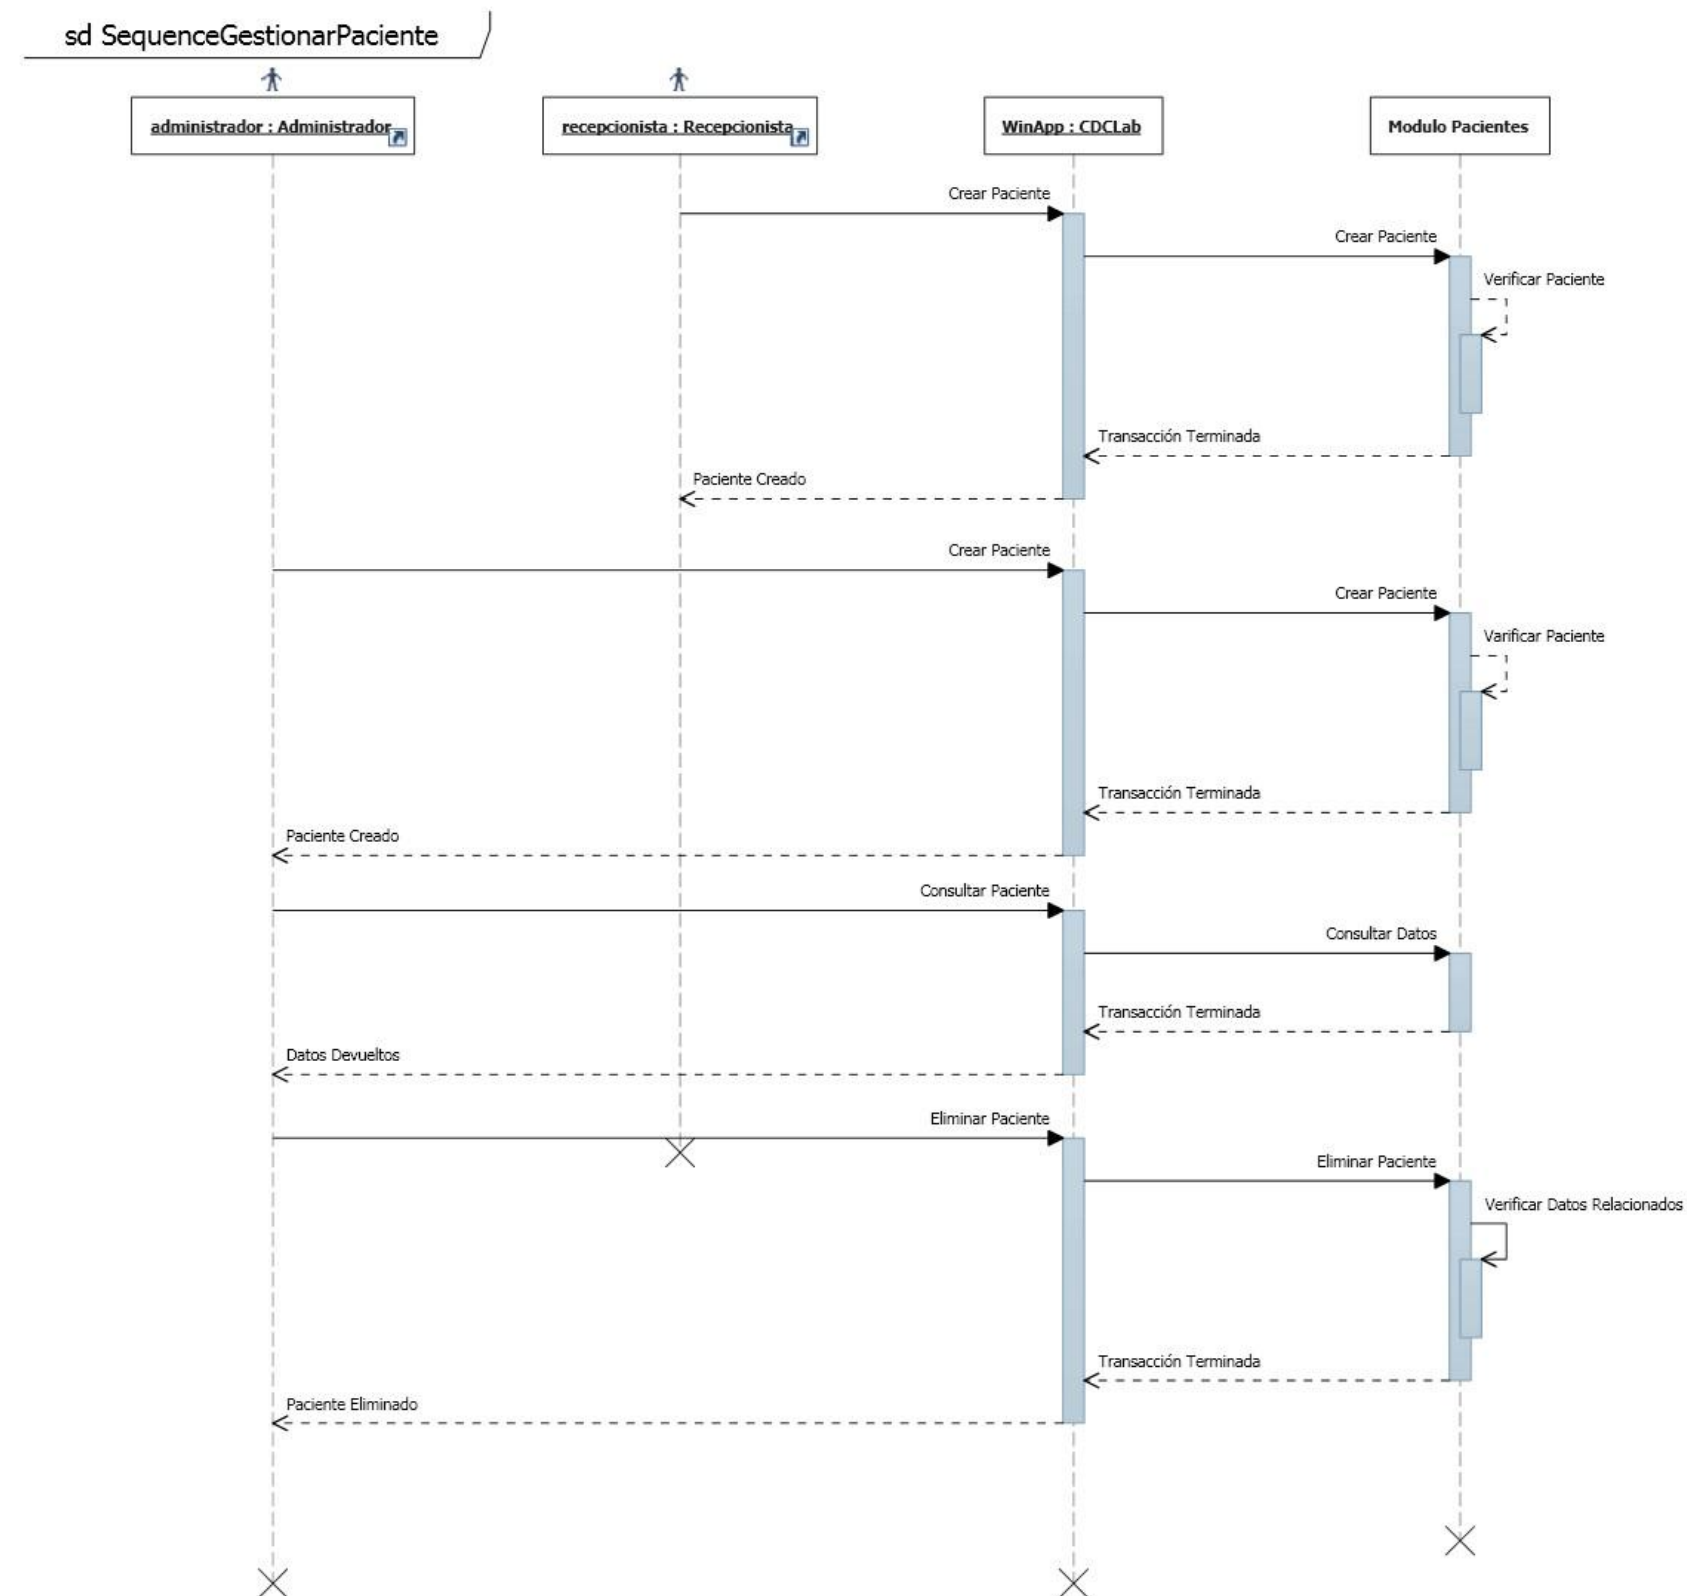 sd SequenceGestionarPaciente
administrador : Administrador
recepcionista : Recepcionista
WinApp : CDCLab
Modulo Pacientes
Crear Paciente
Crear Paciente
Verificar Paciente
Transacción Terminada
Paciente Creado
Crear Paciente
Crear Paciente
Varificar Paciente
Transacción Terminada
Paciente Creado
Consultar Paciente
Consultar Datos
Transacción Terminada
Datos Devueltos
Eliminar Paciente
Eliminar Paciente
Verificar Datos Relacionados
Transacción Terminada
Paciente Eliminado